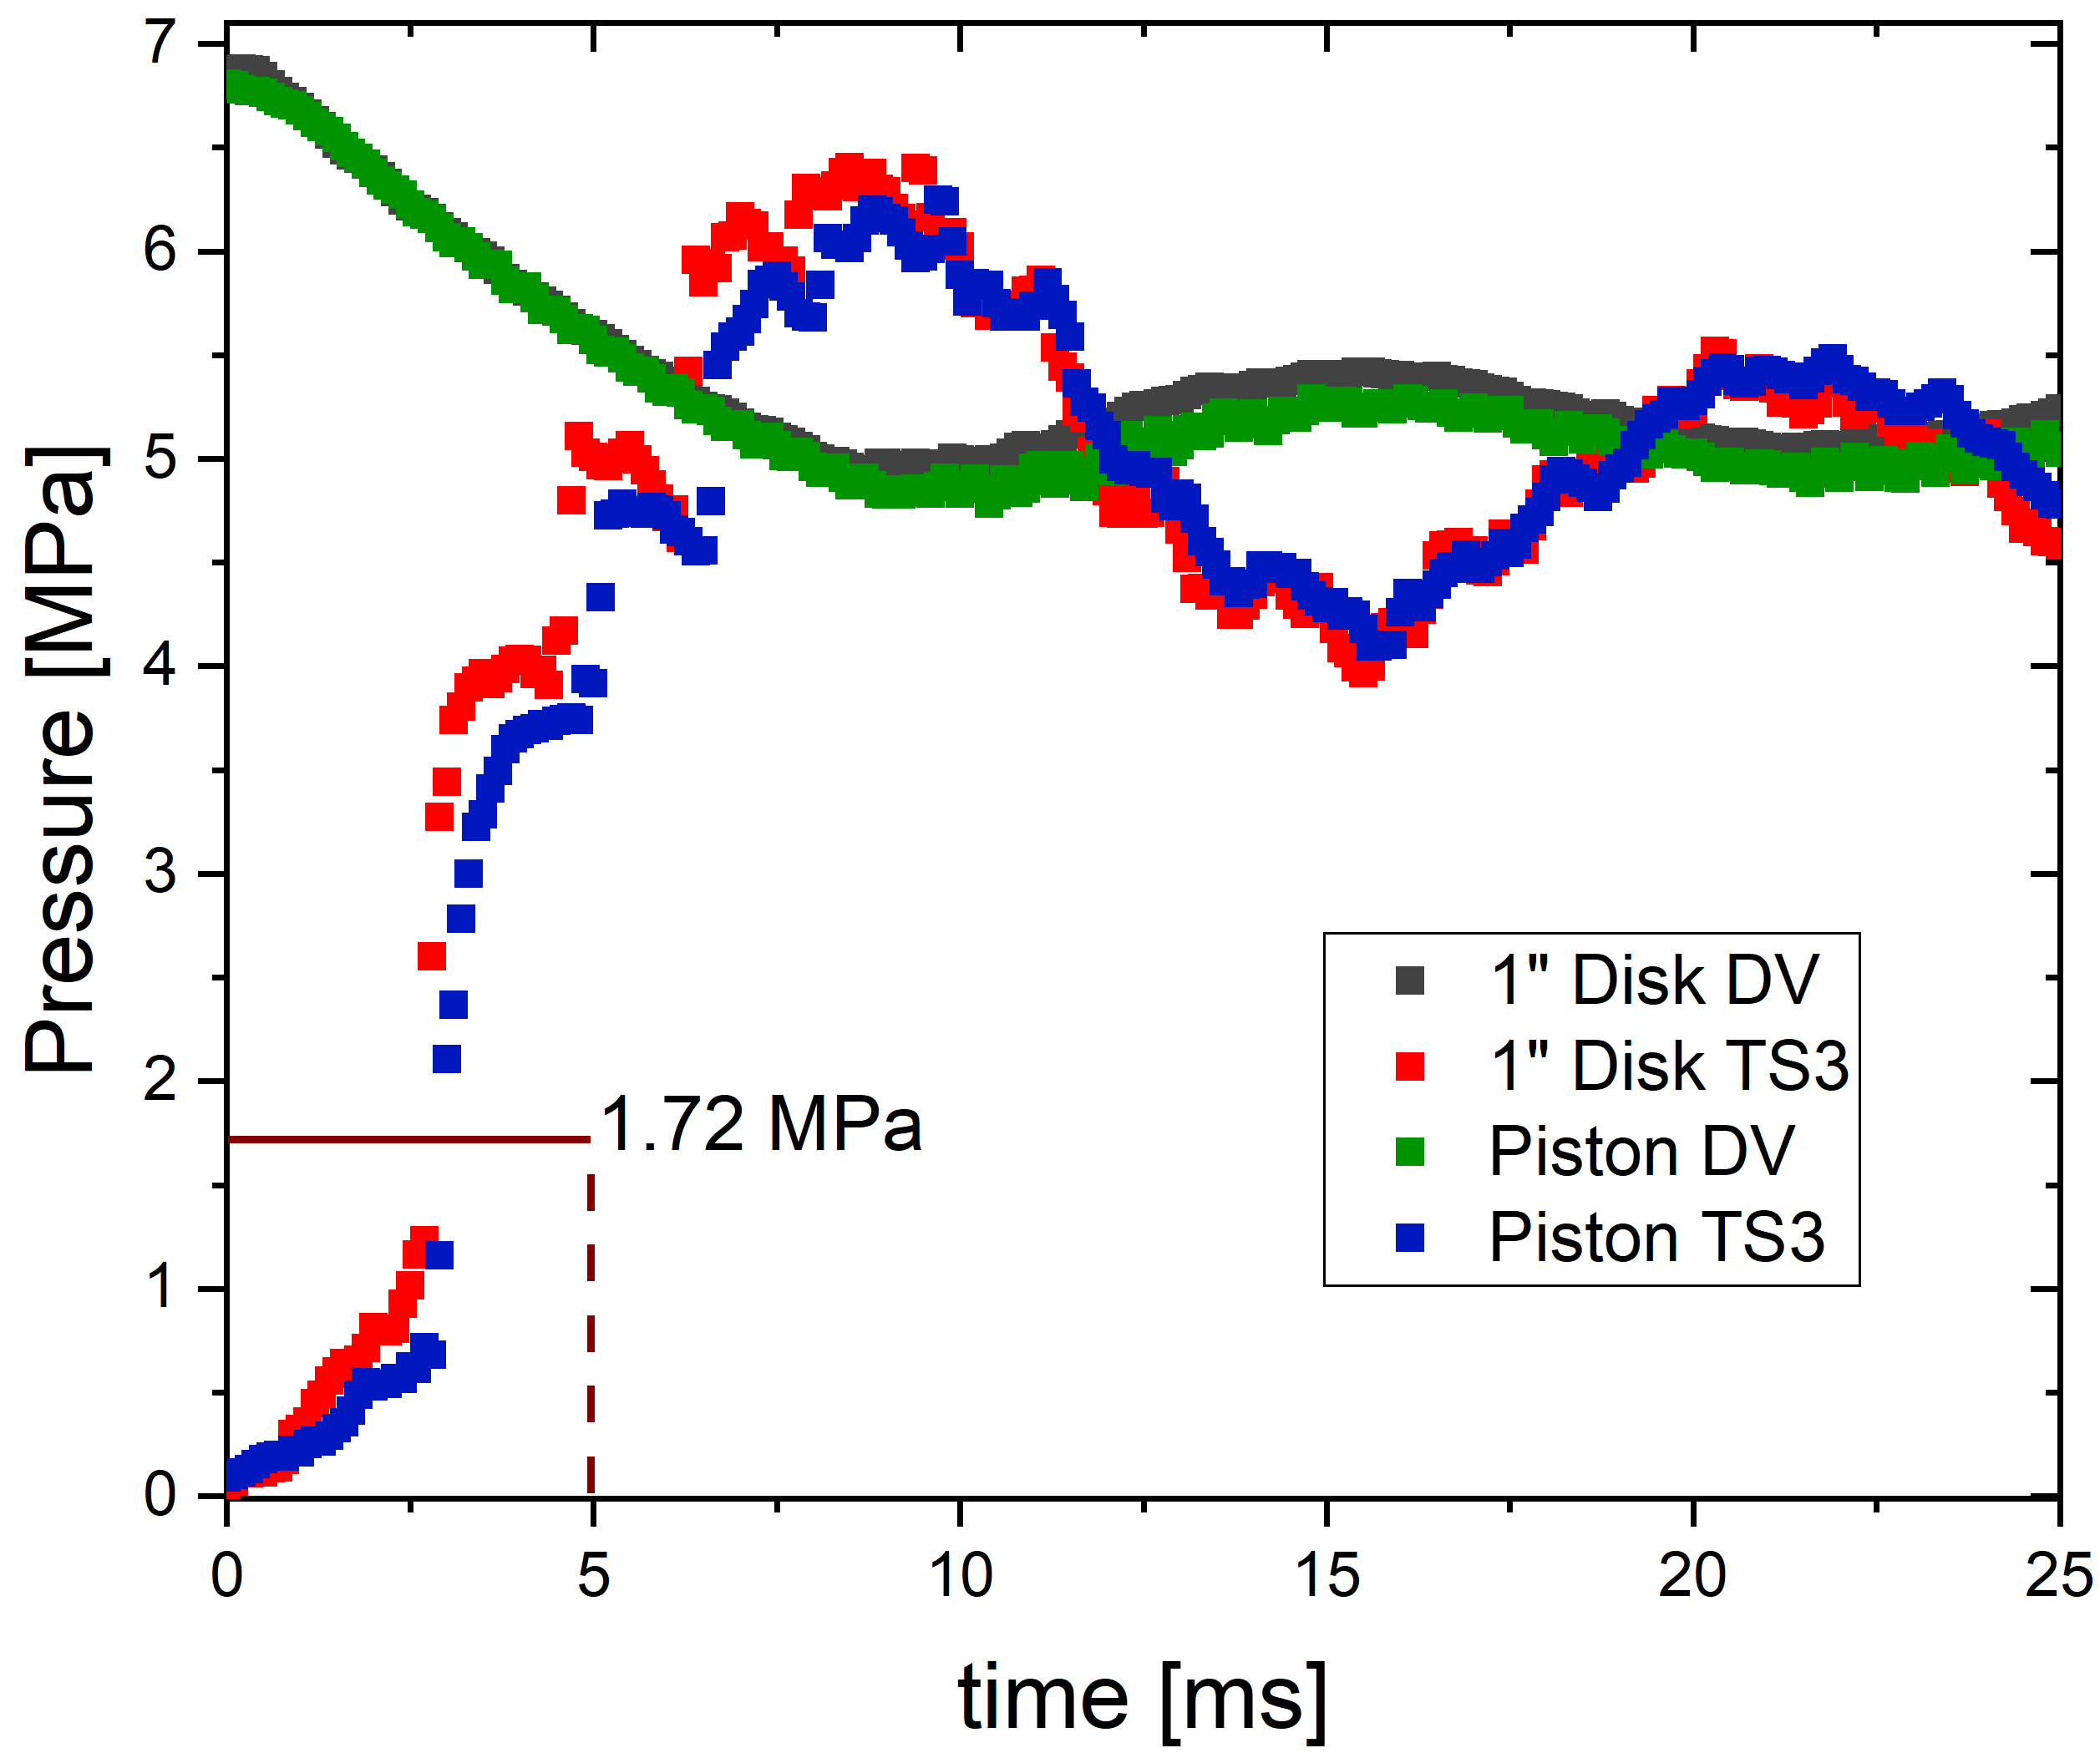 Pressure [MPa]
7
6
5
4
3
2
1
0
1.72 MPa
1" Disk DV
1" Disk TS3
Piston DV
Piston TS3
0 5 10 15 20 25
time [ms]